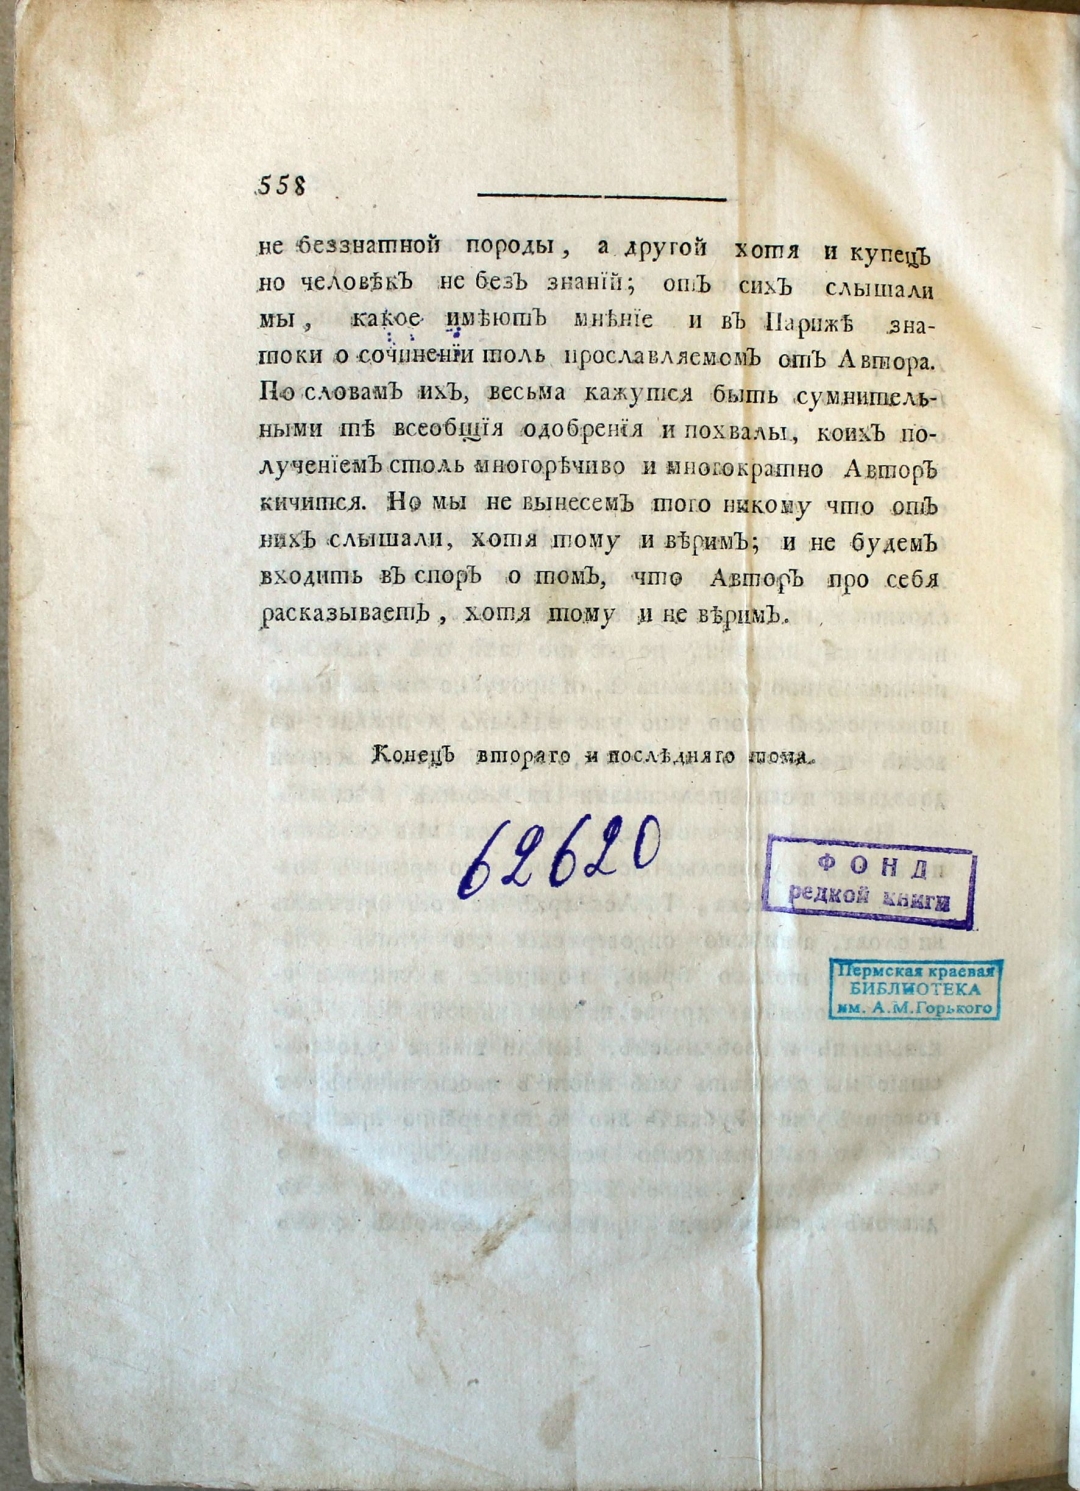 558
не беззнатной породы, а другой хотя и купецъ
но человѣкъ не безъ знаній; отъ сихъ слышали
мы, какое имѣютъ мнѣніе и въ Парижѣ зна-
токи о сочиненіи толь прославляемомъ отъ Автора.
По словамъ ихъ, весьма кажутся быть сумнитель-
ными тѣ всеобщія одобренія и похвалы, коихъ по-
лученіемъ столь многорѣчиво и многократно Авторъ
кичится. Но мы не вынесемъ того никому что отъ
нихъ слышали, хотя тому и вѣримъ; и не будемъ
входить въ споръ о томъ, что Авторъ про себя
расказываетъ, хотя тому и не вѣримъ.
Конецъ втораго и послѣдняго тома.
62620
ФОНД
редкой книги
Пермская краевая
БИБЛИОТЕКА
им. А.М.Горького